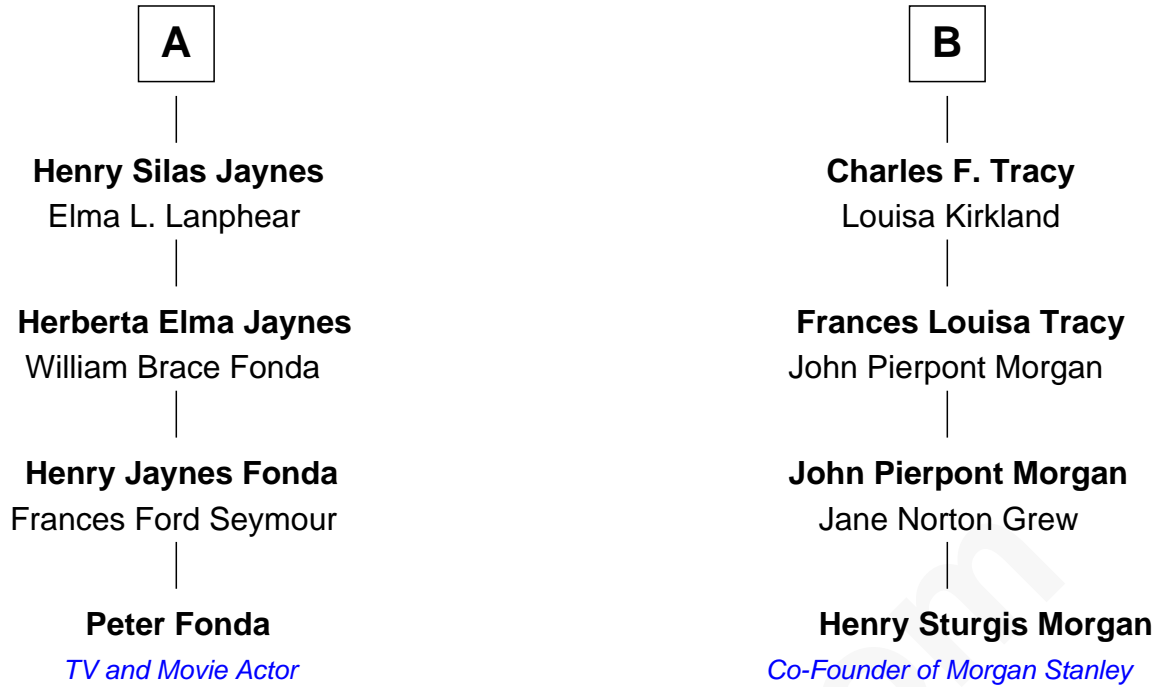 A
Henry Silas Jaynes
Elma L. Lanphear
Herberta Elma Jaynes
William Brace Fonda
Henry Jaynes Fonda
Frances Ford Seymour
Peter Fonda
TV and Movie Actor
B
Charles F. Tracy
Louisa Kirkland
Frances Louisa Tracy
John Pierpont Morgan
John Pierpont Morgan
Jane Norton Grew
Henry Sturgis Morgan
Co-Founder of Morgan Stanley